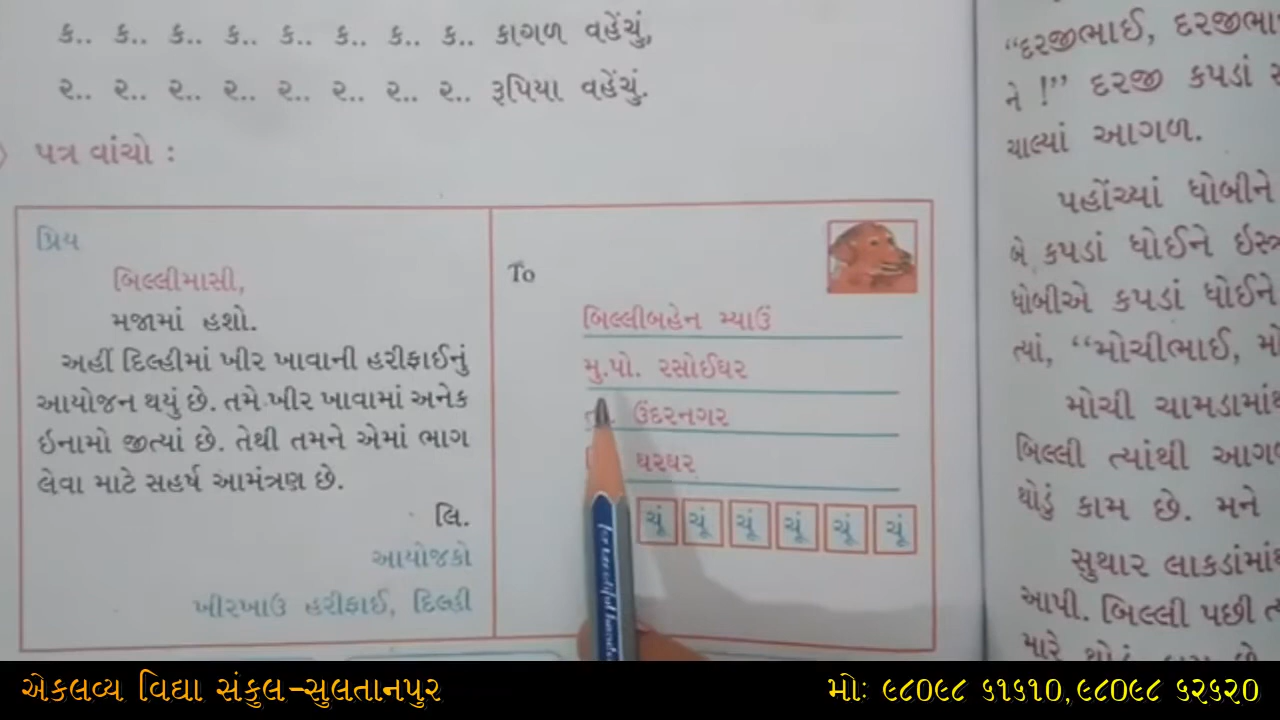 ક.. ક.. ક.. ક.. ક.. ક.. ક.. ક.. કાગળ વહેંચું,
ર.. ર.. ર.. ર.. ર.. ર.. ર.. ર.. રૂપિયા વહેંચું.
પત્ર વાંચો :
પ્રિય
બિલ્લીમાસી,
મજામાં હશો.
અહીં દિલ્હીમાં ખીર ખાવાની હરીફાઈનું
આયોજન થયું છે. તમે ખીર ખાવામાં અનેક
ઇનામો જીત્યાં છે. તેથી તમને એમાં ભાગ
લેવા માટે સહર્ષ આમંત્રણ છે.
લિ.
આયોજકો
ખીરખાઉ હરીફાઈ, દિલ્હી
To
બિલ્લીબહેન મ્યાઉં
મુ.પો. રસોઈઘર
ઉંદરનગર
ઘરઘર
ચૂં ચૂં ચૂં ચૂં ચૂં ચૂં
“દરજીભાઈ, દરજીભા
ને !” દરજી કપડાં
ચાલ્યાં આગળ.
પહોંચ્યાં ધોબીને
બે કપડાં ધોઈને ઇસ્ત્ર
ધોબીએ કપડાં ધોઈને
ત્યાં, “મોચીભાઈ, મો
મોચી ચામડામાંથ
બિલ્લી ત્યાંથી આગ
થોડું કામ છે. મને
સુથાર લાકડાંમાંથ
આપી. બિલ્લી પછી
મારે થોડું કામ છે
એકલવ્ય વિદ્યા સંકુલ-સુલતાનપુર
મોઃ ૯૮૦૯૮ ૬૧૬૧૦,૯૮૦૯૮ ૬૨૬૨૦